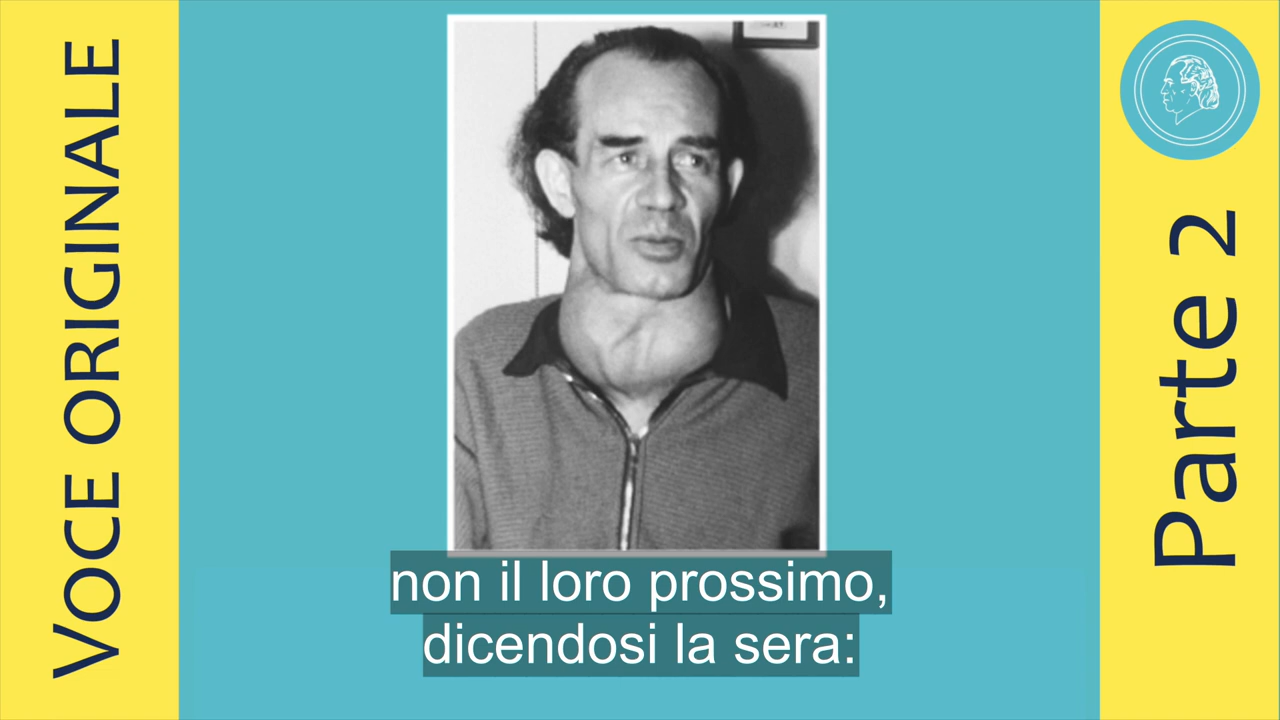 VOCE ORIGINALE
Parte 2
non il loro prossimo,
dicendosi la sera: